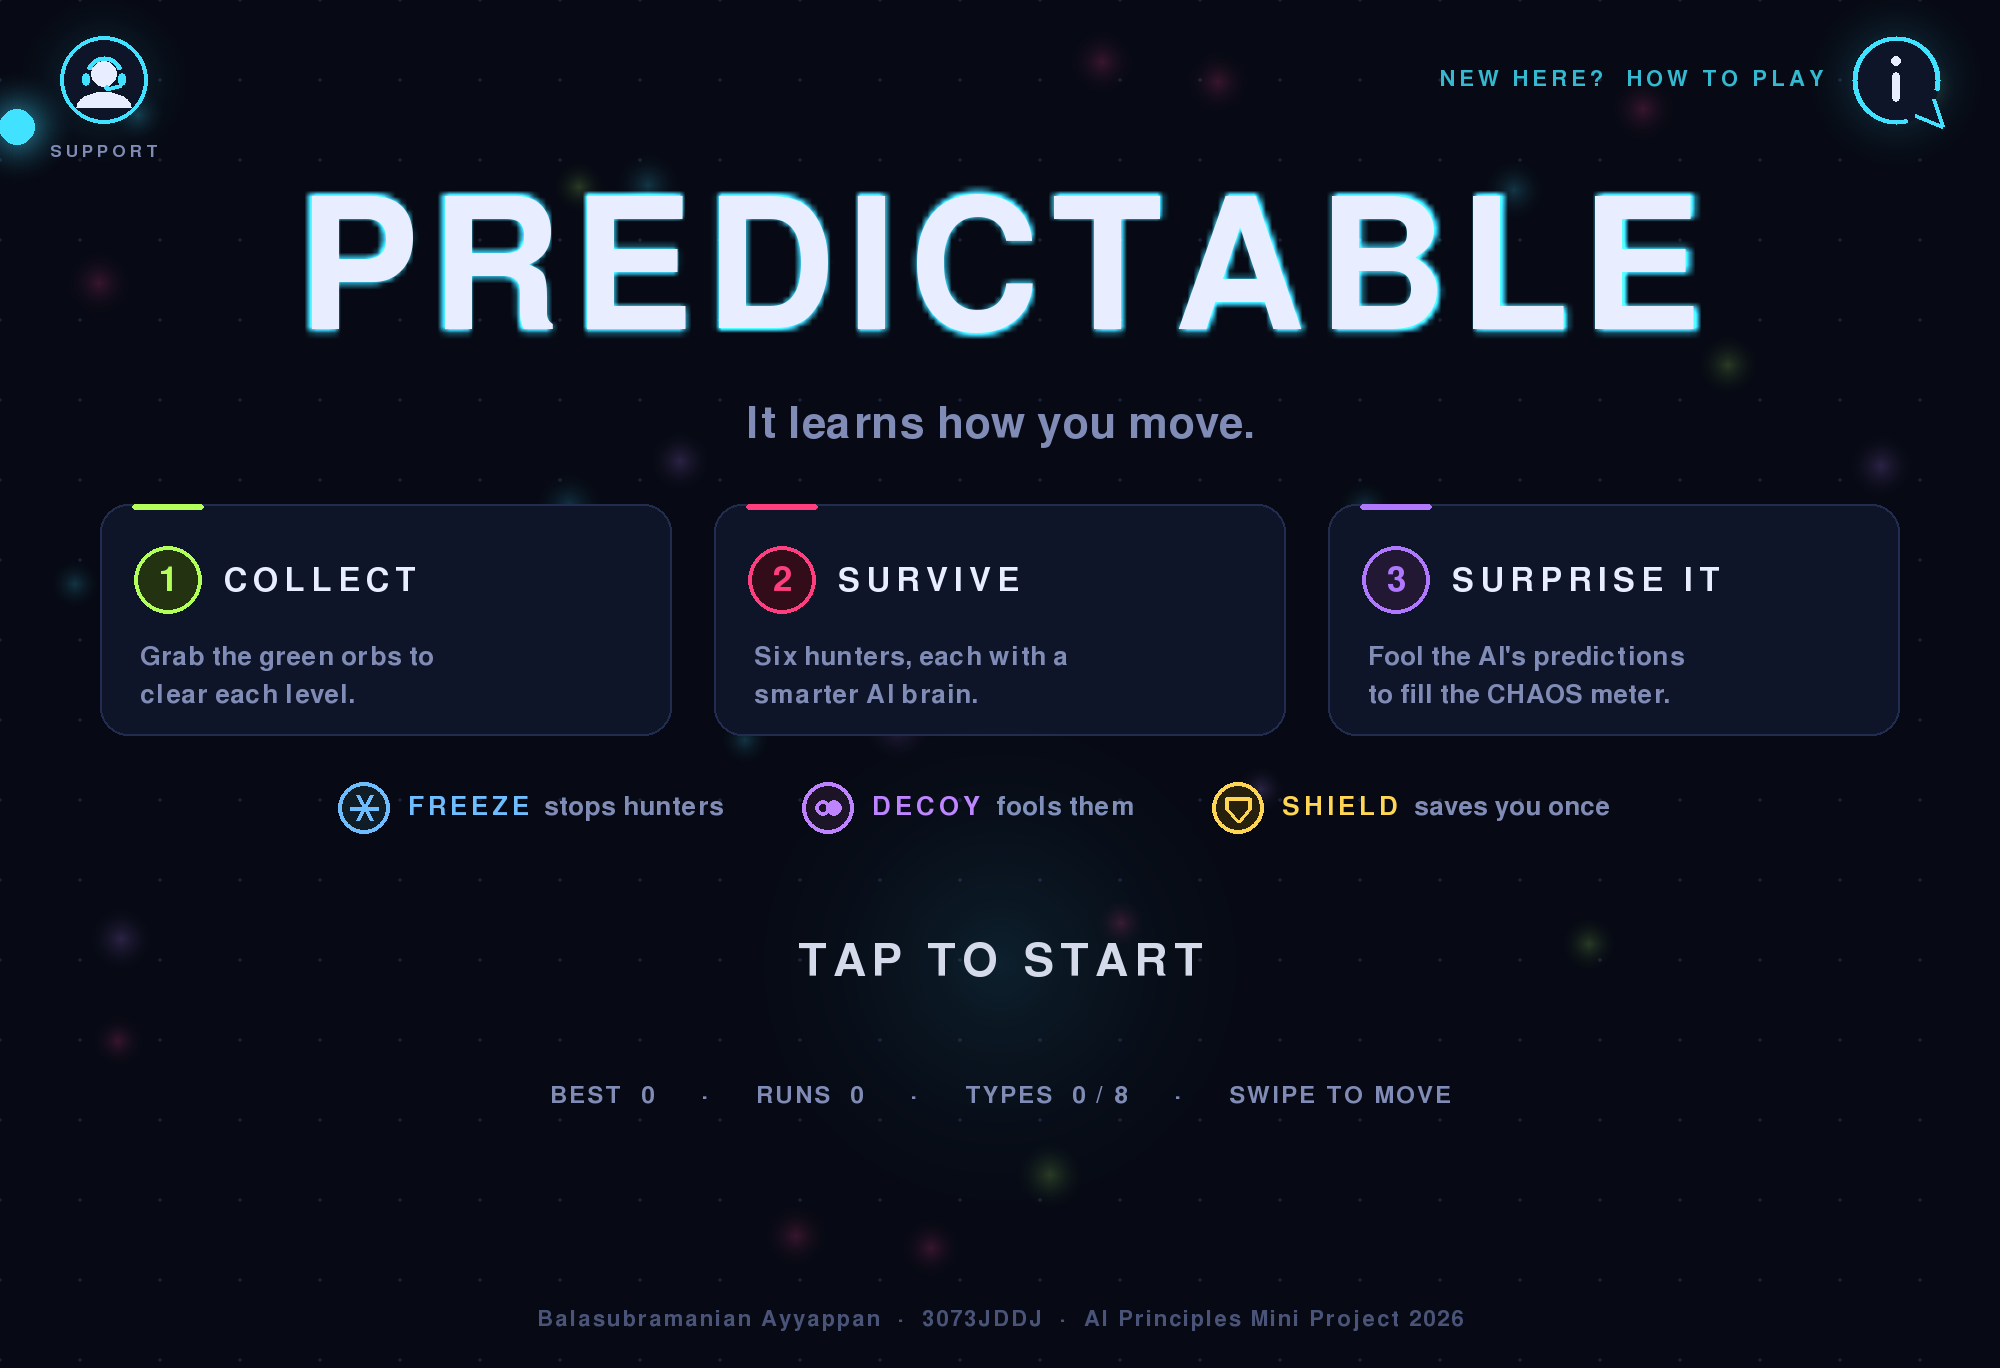 NEW HERE? HOW TO PLAY
SUPPORT
PREDICTABLE
It learns how you move.
1 COLLECT
Grab the green orbs to
clear each level.
2 SURVIVE
Six hunters, each with a
smarter AI brain.
3 SURPRISE IT
Fool the AI's predictions
to fill the CHAOS meter.
FREEZE stops hunters
DECOY fools them
SHIELD saves you once
TAP TO START
BEST 0 · RUNS 0 · TYPES 0 / 8 · SWIPE TO MOVE
Balasubramanian Ayyappan · 3073JDDJ · AI Principles Mini Project 2026